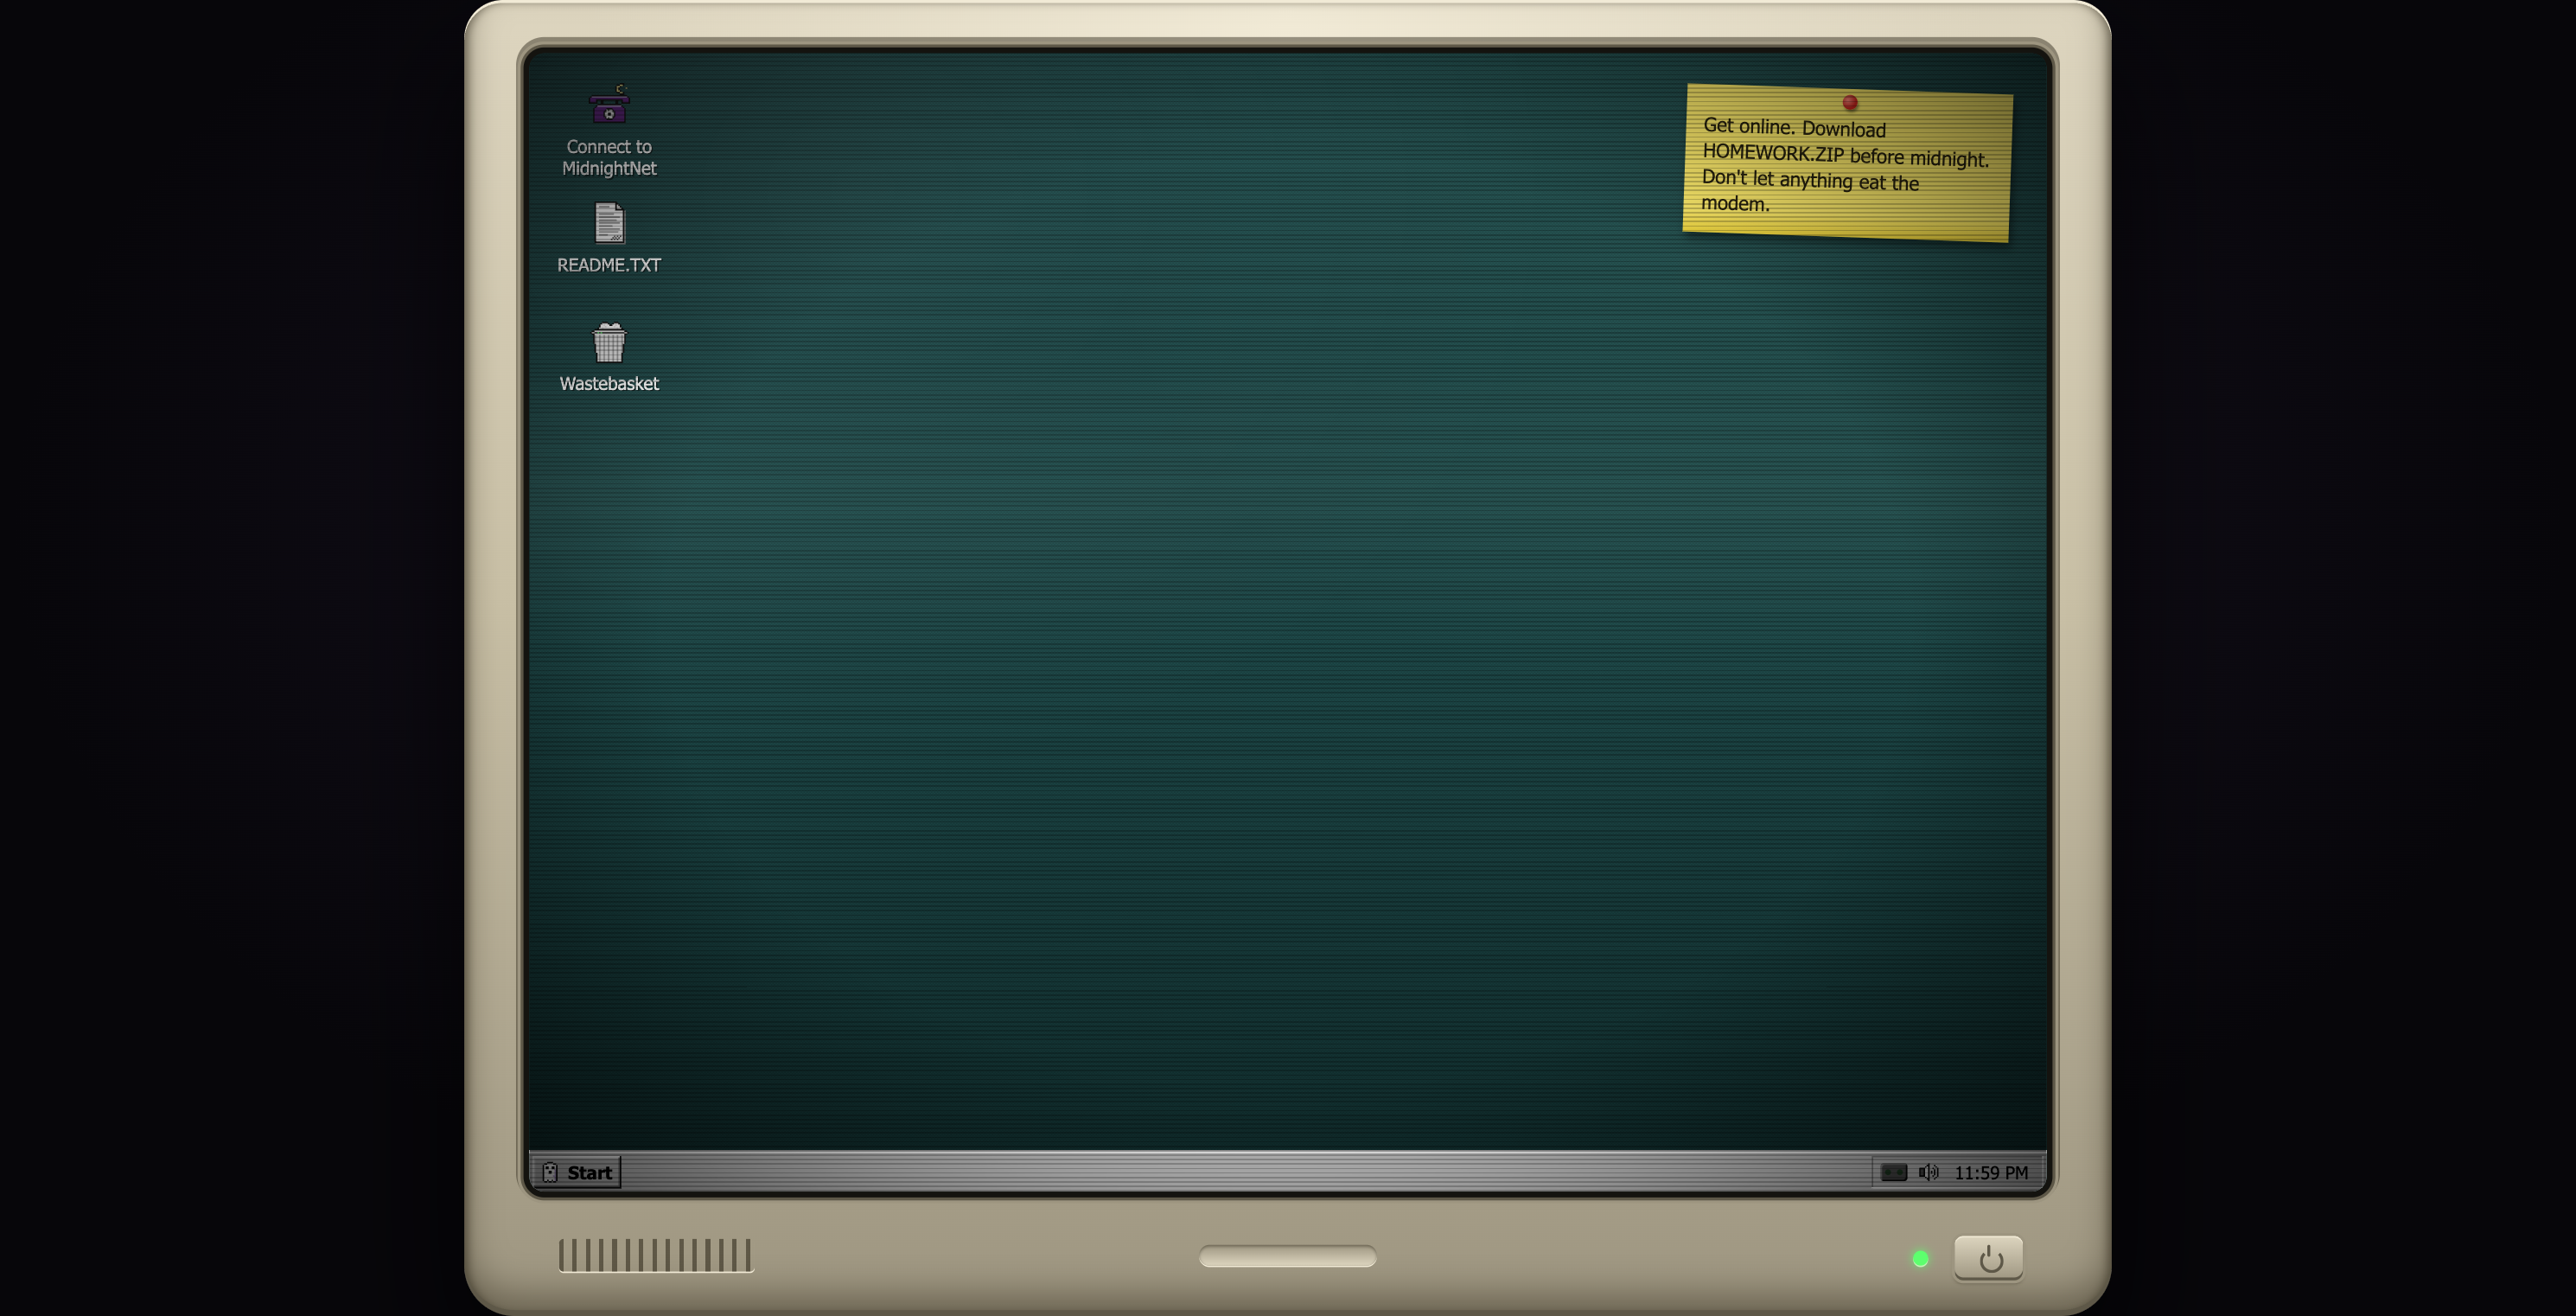 Connect to
MidnightNet
README.TXT
Wastebasket
Get online. Download
HOMEWORK.ZIP before midnight.
Don't let anything eat the
modem.
Start
11:59 PM